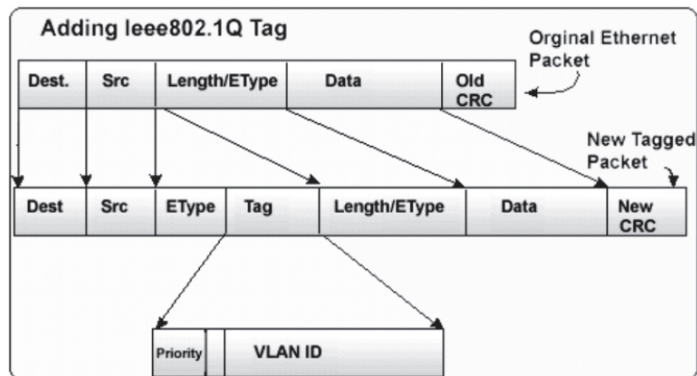 Adding Ieee802.1Q Tag
Orginal Ethernet
Packet
Dest. Src Length/EType Data Old
CRC
New Tagged
Packet
Dest Src EType Tag Length/EType Data New
CRC
Priority VLAN ID